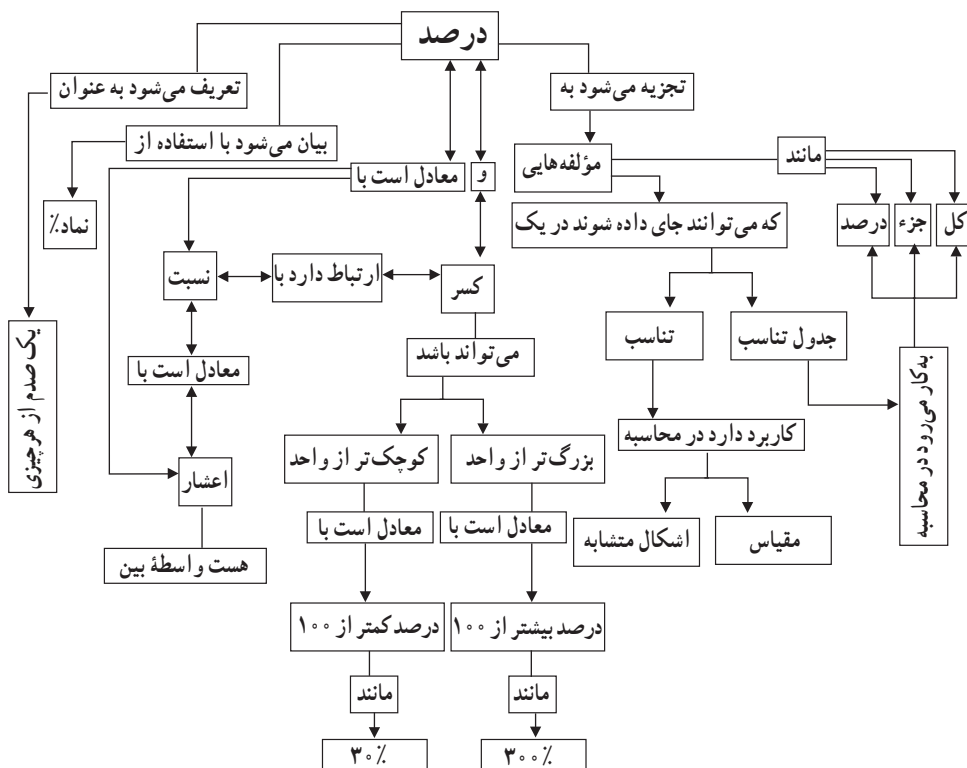 درصد
تعریف می‌شود به عنوان
تجزیه می‌شود به
بیان می‌شود با استفاده از
مانند
مؤلفه‌هایی
و
معادل است با
نماد٪
کل
جزء
درصد
که می‌توانند جای داده شوند در یک
نسبت
ارتباط دارد با
کسر
تناسب
جدول تناسب
یک صدم از هرچیزی
معادل است با
می‌تواند باشد
به‌کار می‌رود در محاسبه
کاربرد دارد در محاسبه
بزرگ‌تر از واحد
کوچک‌تر از واحد
اعشار
معادل است با
معادل است با
مقیاس
اشکال متشابه
هست واسطهٔ بین
درصد بیشتر از ۱۰۰
درصد کمتر از ۱۰۰
مانند
مانند
۳۰۰٪
۳۰٪